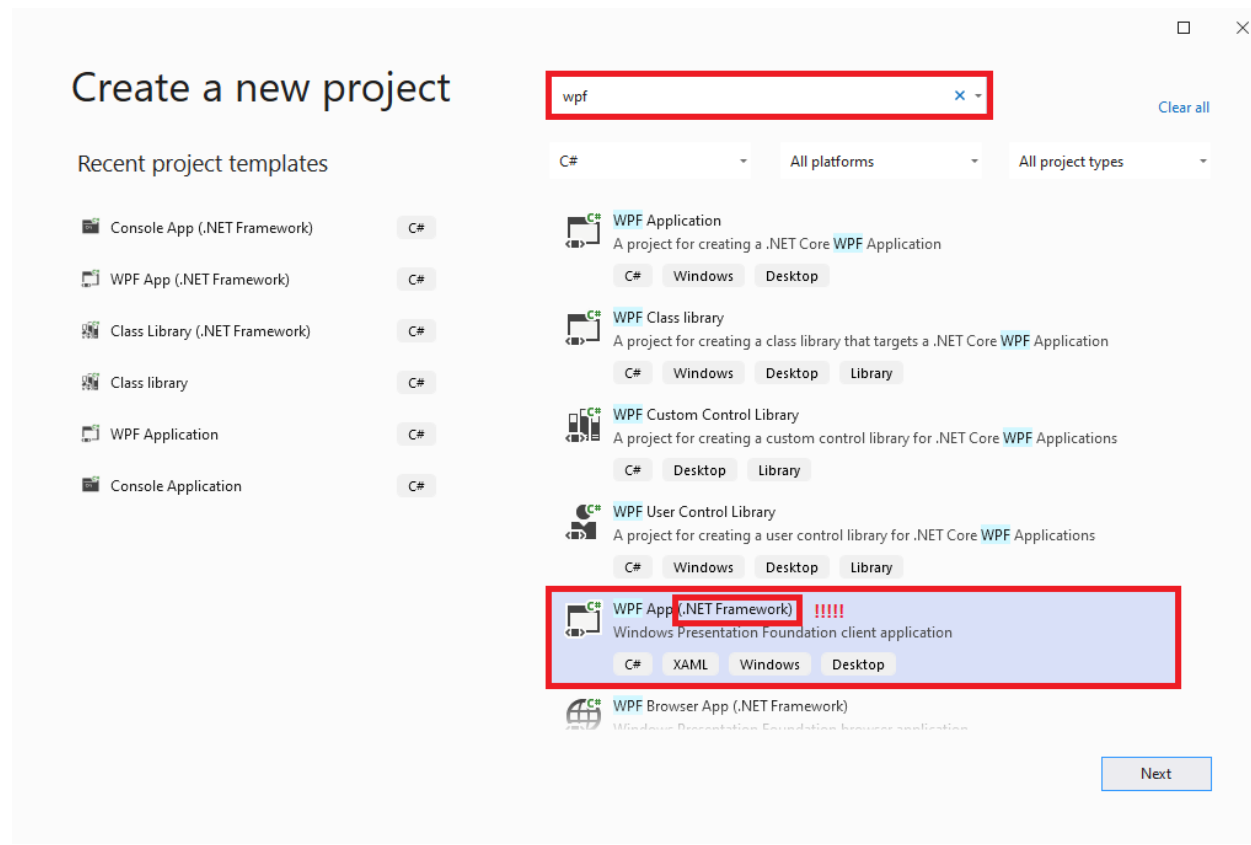 Create a new project
wpf
Clear all
Recent project templates
C#
All platforms
All project types
Console App (.NET Framework)
C#
WPF App (.NET Framework)
C#
Class Library (.NET Framework)
C#
Class library
C#
WPF Application
C#
Console Application
C#
WPF Application
A project for creating a .NET Core WPF Application
C# Windows Desktop
WPF Class library
A project for creating a class library that targets a .NET Core WPF Application
C# Windows Desktop Library
WPF Custom Control Library
A project for creating a custom control library for .NET Core WPF Applications
C# Desktop Library
WPF User Control Library
A project for creating a user control library for .NET Core WPF Applications
C# Windows Desktop Library
WPF App (.NET Framework) !!!!!
Windows Presentation Foundation client application
C# XAML Windows Desktop
WPF Browser App (.NET Framework)
Windows Presentation Foundation browser application
Next